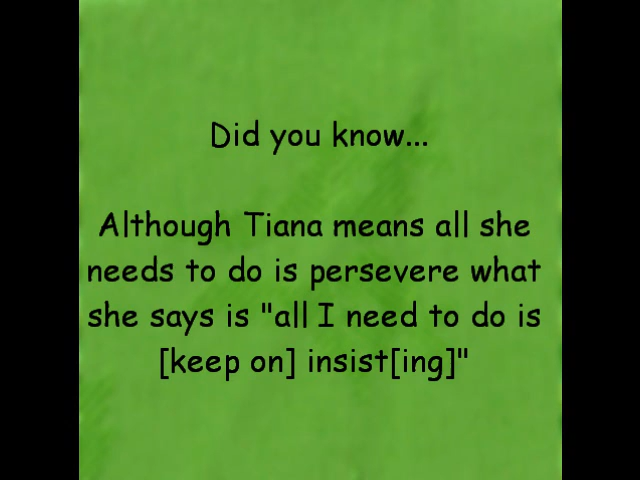 Did you know...
Although Tiana means all she
needs to do is persevere what
she says is "all I need to do is
[keep on] insist[ing]"